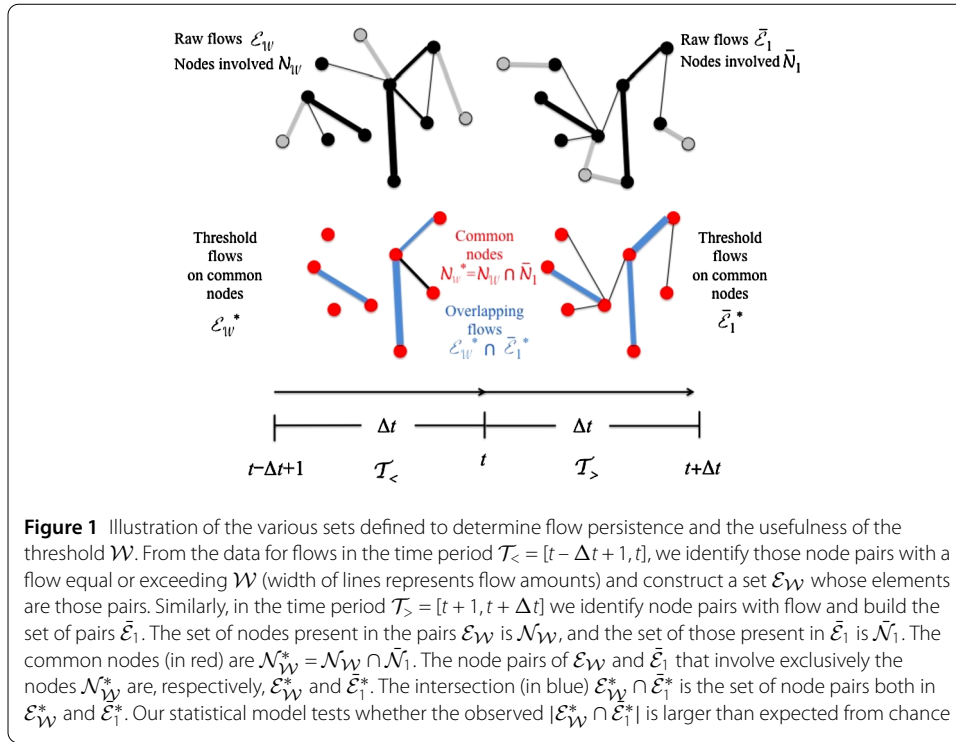 Raw flows ℰ_𝒲
Nodes involved N_𝒲
Raw flows ℰ̄_1
Nodes involved N̄_1
Threshold
flows
on common
nodes
ℰ_𝒲*
Common
nodes
N_𝒲* = N_𝒲 ∩ N̄_1
Overlapping
flows
ℰ_𝒲* ∩ ℰ̄_1*
Threshold
flows
on common
nodes
ℰ̄_1*
Δt Δt
t−Δt+1 𝒯_< t 𝒯_> t+Δt
Figure 1 Illustration of the various sets defined to determine flow persistence and the usefulness of the
threshold 𝒲. From the data for flows in the time period 𝒯_< = [t − Δt + 1, t], we identify those node pairs with a
flow equal or exceeding 𝒲 (width of lines represents flow amounts) and construct a set ℰ_𝒲 whose elements
are those pairs. Similarly, in the time period 𝒯_> = [t + 1, t + Δt] we identify node pairs with flow and build the
set of pairs ℰ̄_1. The set of nodes present in the pairs ℰ_𝒲 is 𝒩_𝒲, and the set of those present in ℰ̄_1 is 𝒩̄_1. The
common nodes (in red) are 𝒩*_𝒲 = 𝒩_𝒲 ∩ 𝒩̄_1. The node pairs of ℰ_𝒲 and ℰ̄_1 that involve exclusively the
nodes 𝒩*_𝒲 are, respectively, ℰ*_𝒲 and ℰ̄*_1. The intersection (in blue) ℰ*_𝒲 ∩ ℰ̄*_1 is the set of node pairs both in
ℰ*_𝒲 and ℰ̄*_1. Our statistical model tests whether the observed |ℰ*_𝒲 ∩ ℰ̄*_1| is larger than expected from chance